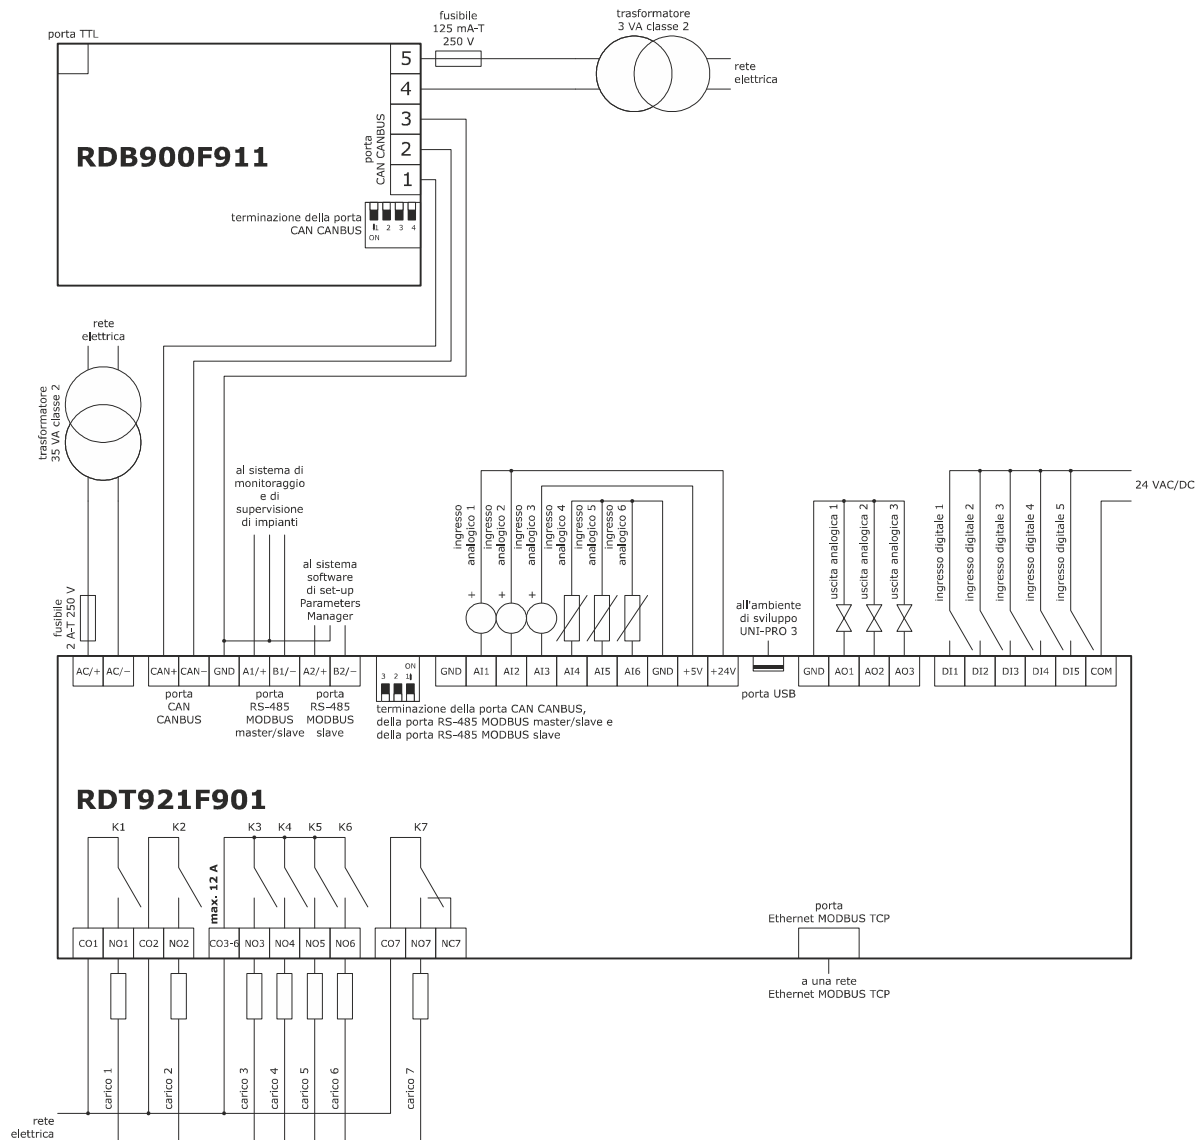 porta TTL
fusibile
125 mA-T
250 V
trasformatore
3 VA classe 2
rete
elettrica
5
4
3
2
1
porta
CAN CANBUS
RDB900F911
terminazione della porta
CAN CANBUS
1 2 3 4
ON
rete
elettrica
trasformatore
35 VA classe 2
fusibile
2 A-T 250 V
al sistema di
monitoraggio
e di
supervisione
di impianti
al sistema
software
di set-up
Parameters
Manager
ingresso
analogico 1
ingresso
analogico 2
ingresso
analogico 3
ingresso
analogico 4
ingresso
analogico 5
ingresso
analogico 6
+ + +
all'ambiente
di sviluppo
UNI-PRO 3
uscita analogica 1
uscita analogica 2
uscita analogica 3
ingresso digitale 1
ingresso digitale 2
ingresso digitale 3
ingresso digitale 4
ingresso digitale 5
24 VAC/DC
AC/+ AC/− CAN+ CAN− GND A1/+ B1/− A2/+ B2/− GND AI1 AI2 AI3 AI4 AI5 AI6 GND +5V +24V GND AO1 AO2 AO3 DI1 DI2 DI3 DI4 DI5 COM
ON
3 2 1
porta
CAN
CANBUS
porta
RS-485
MODBUS
master/slave
porta
RS-485
MODBUS
slave
terminazione della porta CAN CANBUS,
della porta RS-485 MODBUS master/slave e
della porta RS-485 MODBUS slave
porta USB
RDT921F901
K1 K2 K3 K4 K5 K6 K7
max. 12 A
CO1 NO1 CO2 NO2 CO3-6 NO3 NO4 NO5 NO6 CO7 NO7 NC7
porta
Ethernet MODBUS TCP
a una rete
Ethernet MODBUS TCP
carico 1
carico 2
carico 3
carico 4
carico 5
carico 6
carico 7
rete
elettrica